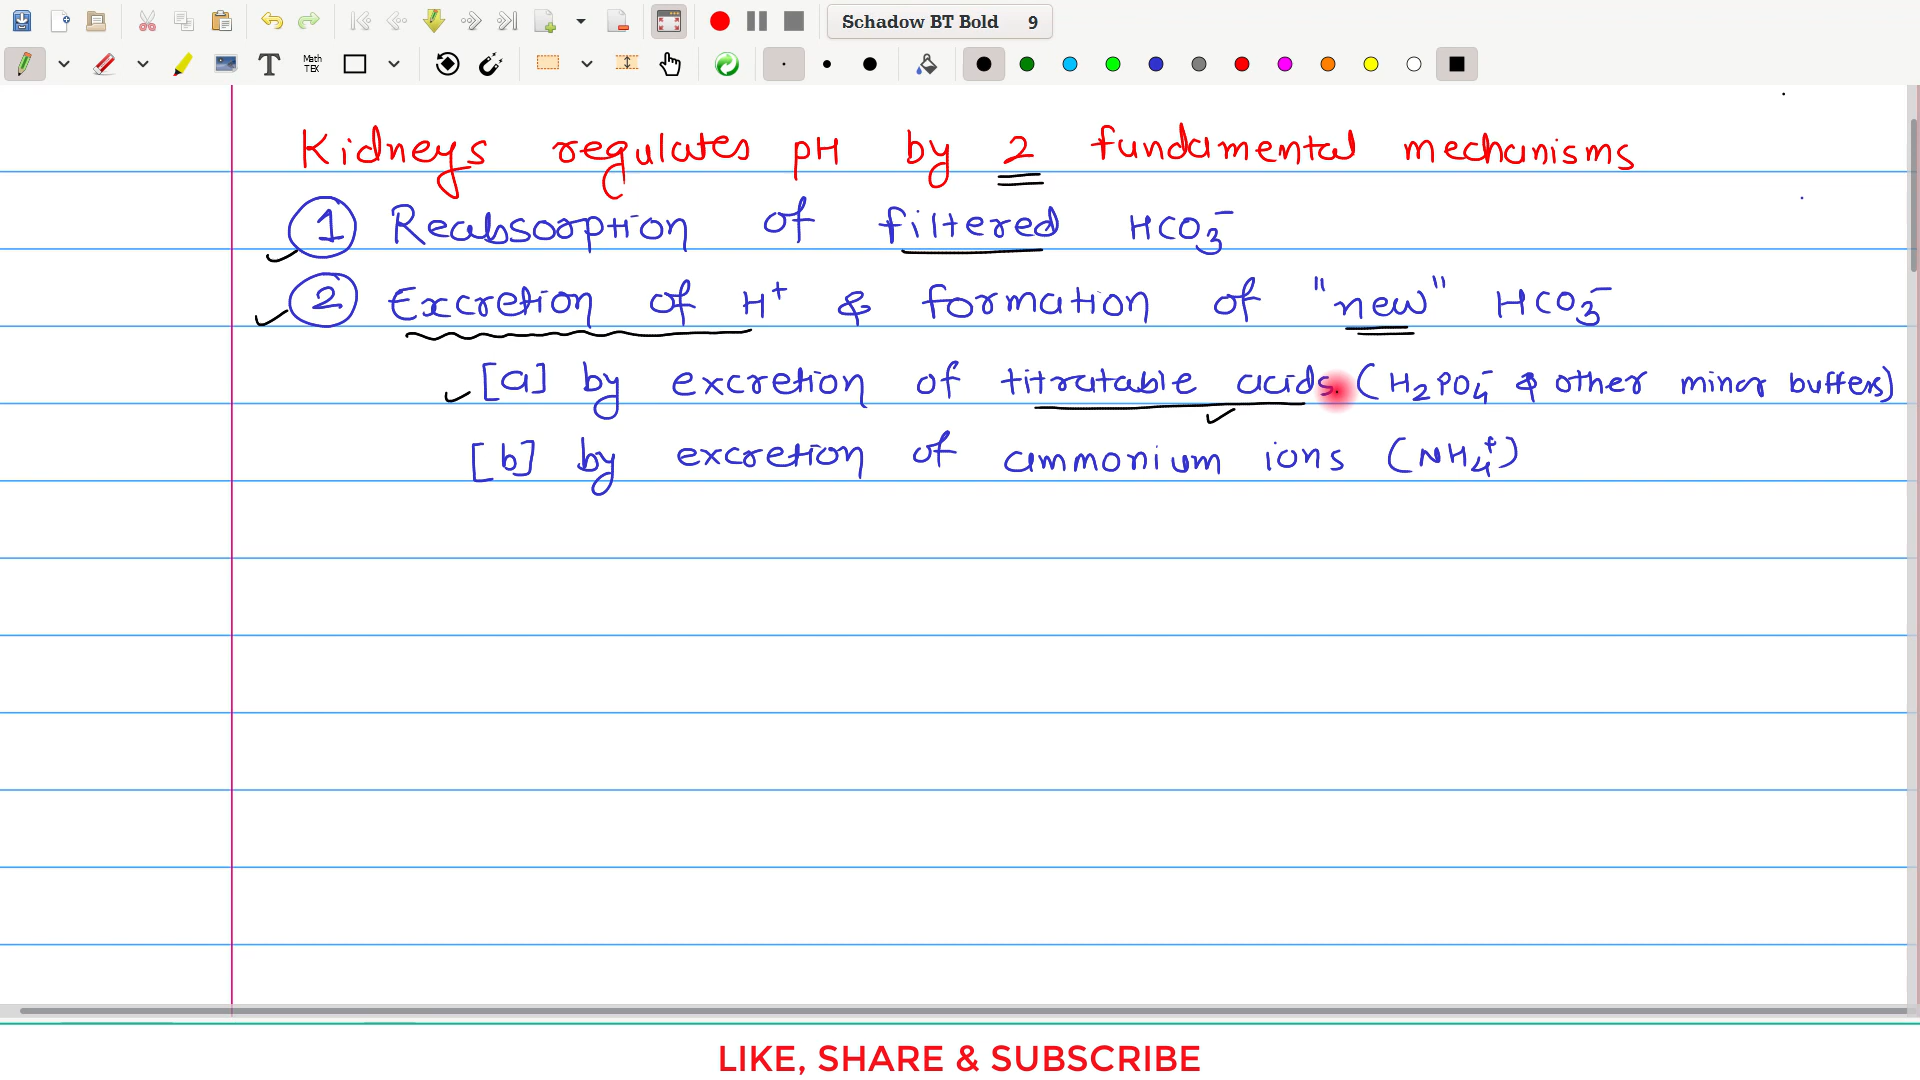 Schadow BT Bold 9
Math TEX
Kidneys regulates pH by 2 fundamental mechanisms
1 Reabsorption of filtered HCO₃⁻
2 Excretion of H⁺ & formation of "new" HCO₃⁻
[a] by excretion of titratable acids. (H₂PO₄⁻ & other minor buffers)
[b] by excretion of ammonium ions (NH₄⁺)
LIKE, SHARE & SUBSCRIBE